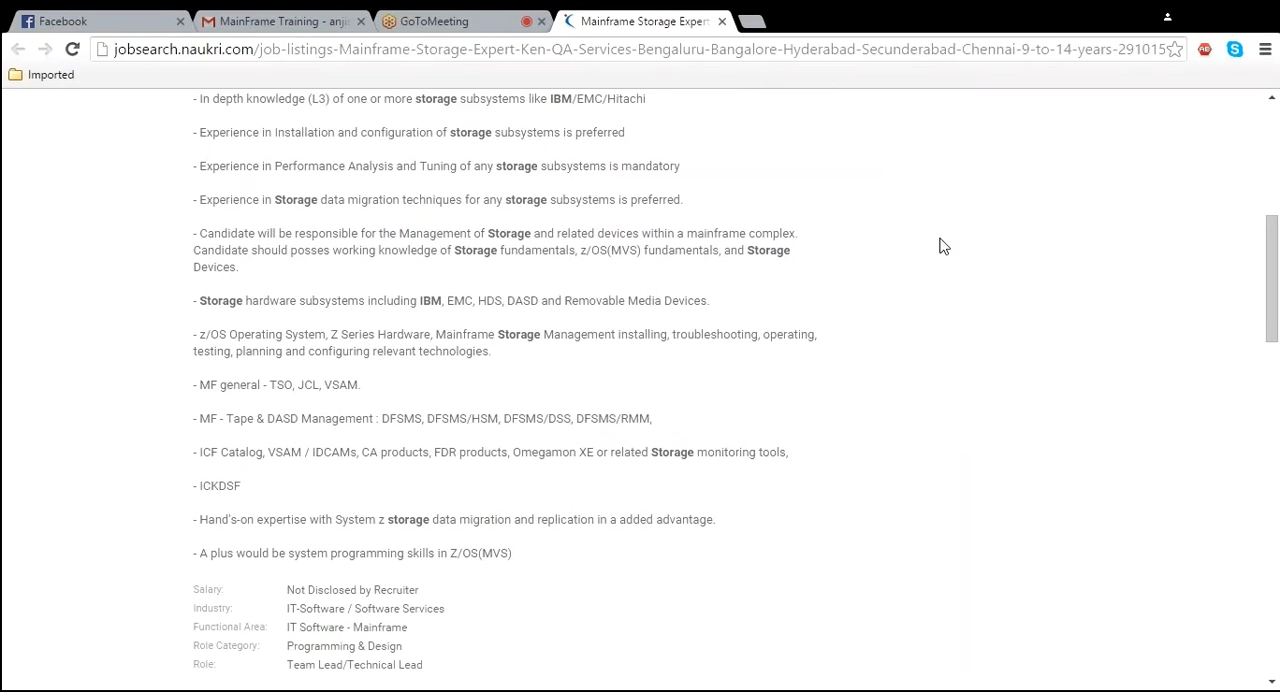 Facebook
MainFrame Training - anji
GoToMeeting
Mainframe Storage Expert
jobsearch.naukri.com/job-listings-Mainframe-Storage-Expert-Ken-QA-Services-Bengaluru-Bangalore-Hyderabad-Secunderabad-Chennai-9-to-14-years-291015
Imported
- In depth knowledge (L3) of one or more storage subsystems like IBM/EMC/Hitachi
- Experience in Installation and configuration of storage subsystems is preferred
- Experience in Performance Analysis and Tuning of any storage subsystems is mandatory
- Experience in Storage data migration techniques for any storage subsystems is preferred.
- Candidate will be responsible for the Management of Storage and related devices within a mainframe complex.
Candidate should posses working knowledge of Storage fundamentals, z/OS(MVS) fundamentals, and Storage
Devices.
- Storage hardware subsystems including IBM, EMC, HDS, DASD and Removable Media Devices.
- z/OS Operating System, Z Series Hardware, Mainframe Storage Management installing, troubleshooting, operating,
testing, planning and configuring relevant technologies.
- MF general - TSO, JCL, VSAM.
- MF - Tape & DASD Management : DFSMS, DFSMS/HSM, DFSMS/DSS, DFSMS/RMM,
- ICF Catalog, VSAM / IDCAMs, CA products, FDR products, Omegamon XE or related Storage monitoring tools,
- ICKDSF
- Hand's-on expertise with System z storage data migration and replication in a added advantage.
- A plus would be system programming skills in Z/OS(MVS)
Salary: Not Disclosed by Recruiter
Industry: IT-Software / Software Services
Functional Area: IT Software - Mainframe
Role Category: Programming & Design
Role: Team Lead/Technical Lead